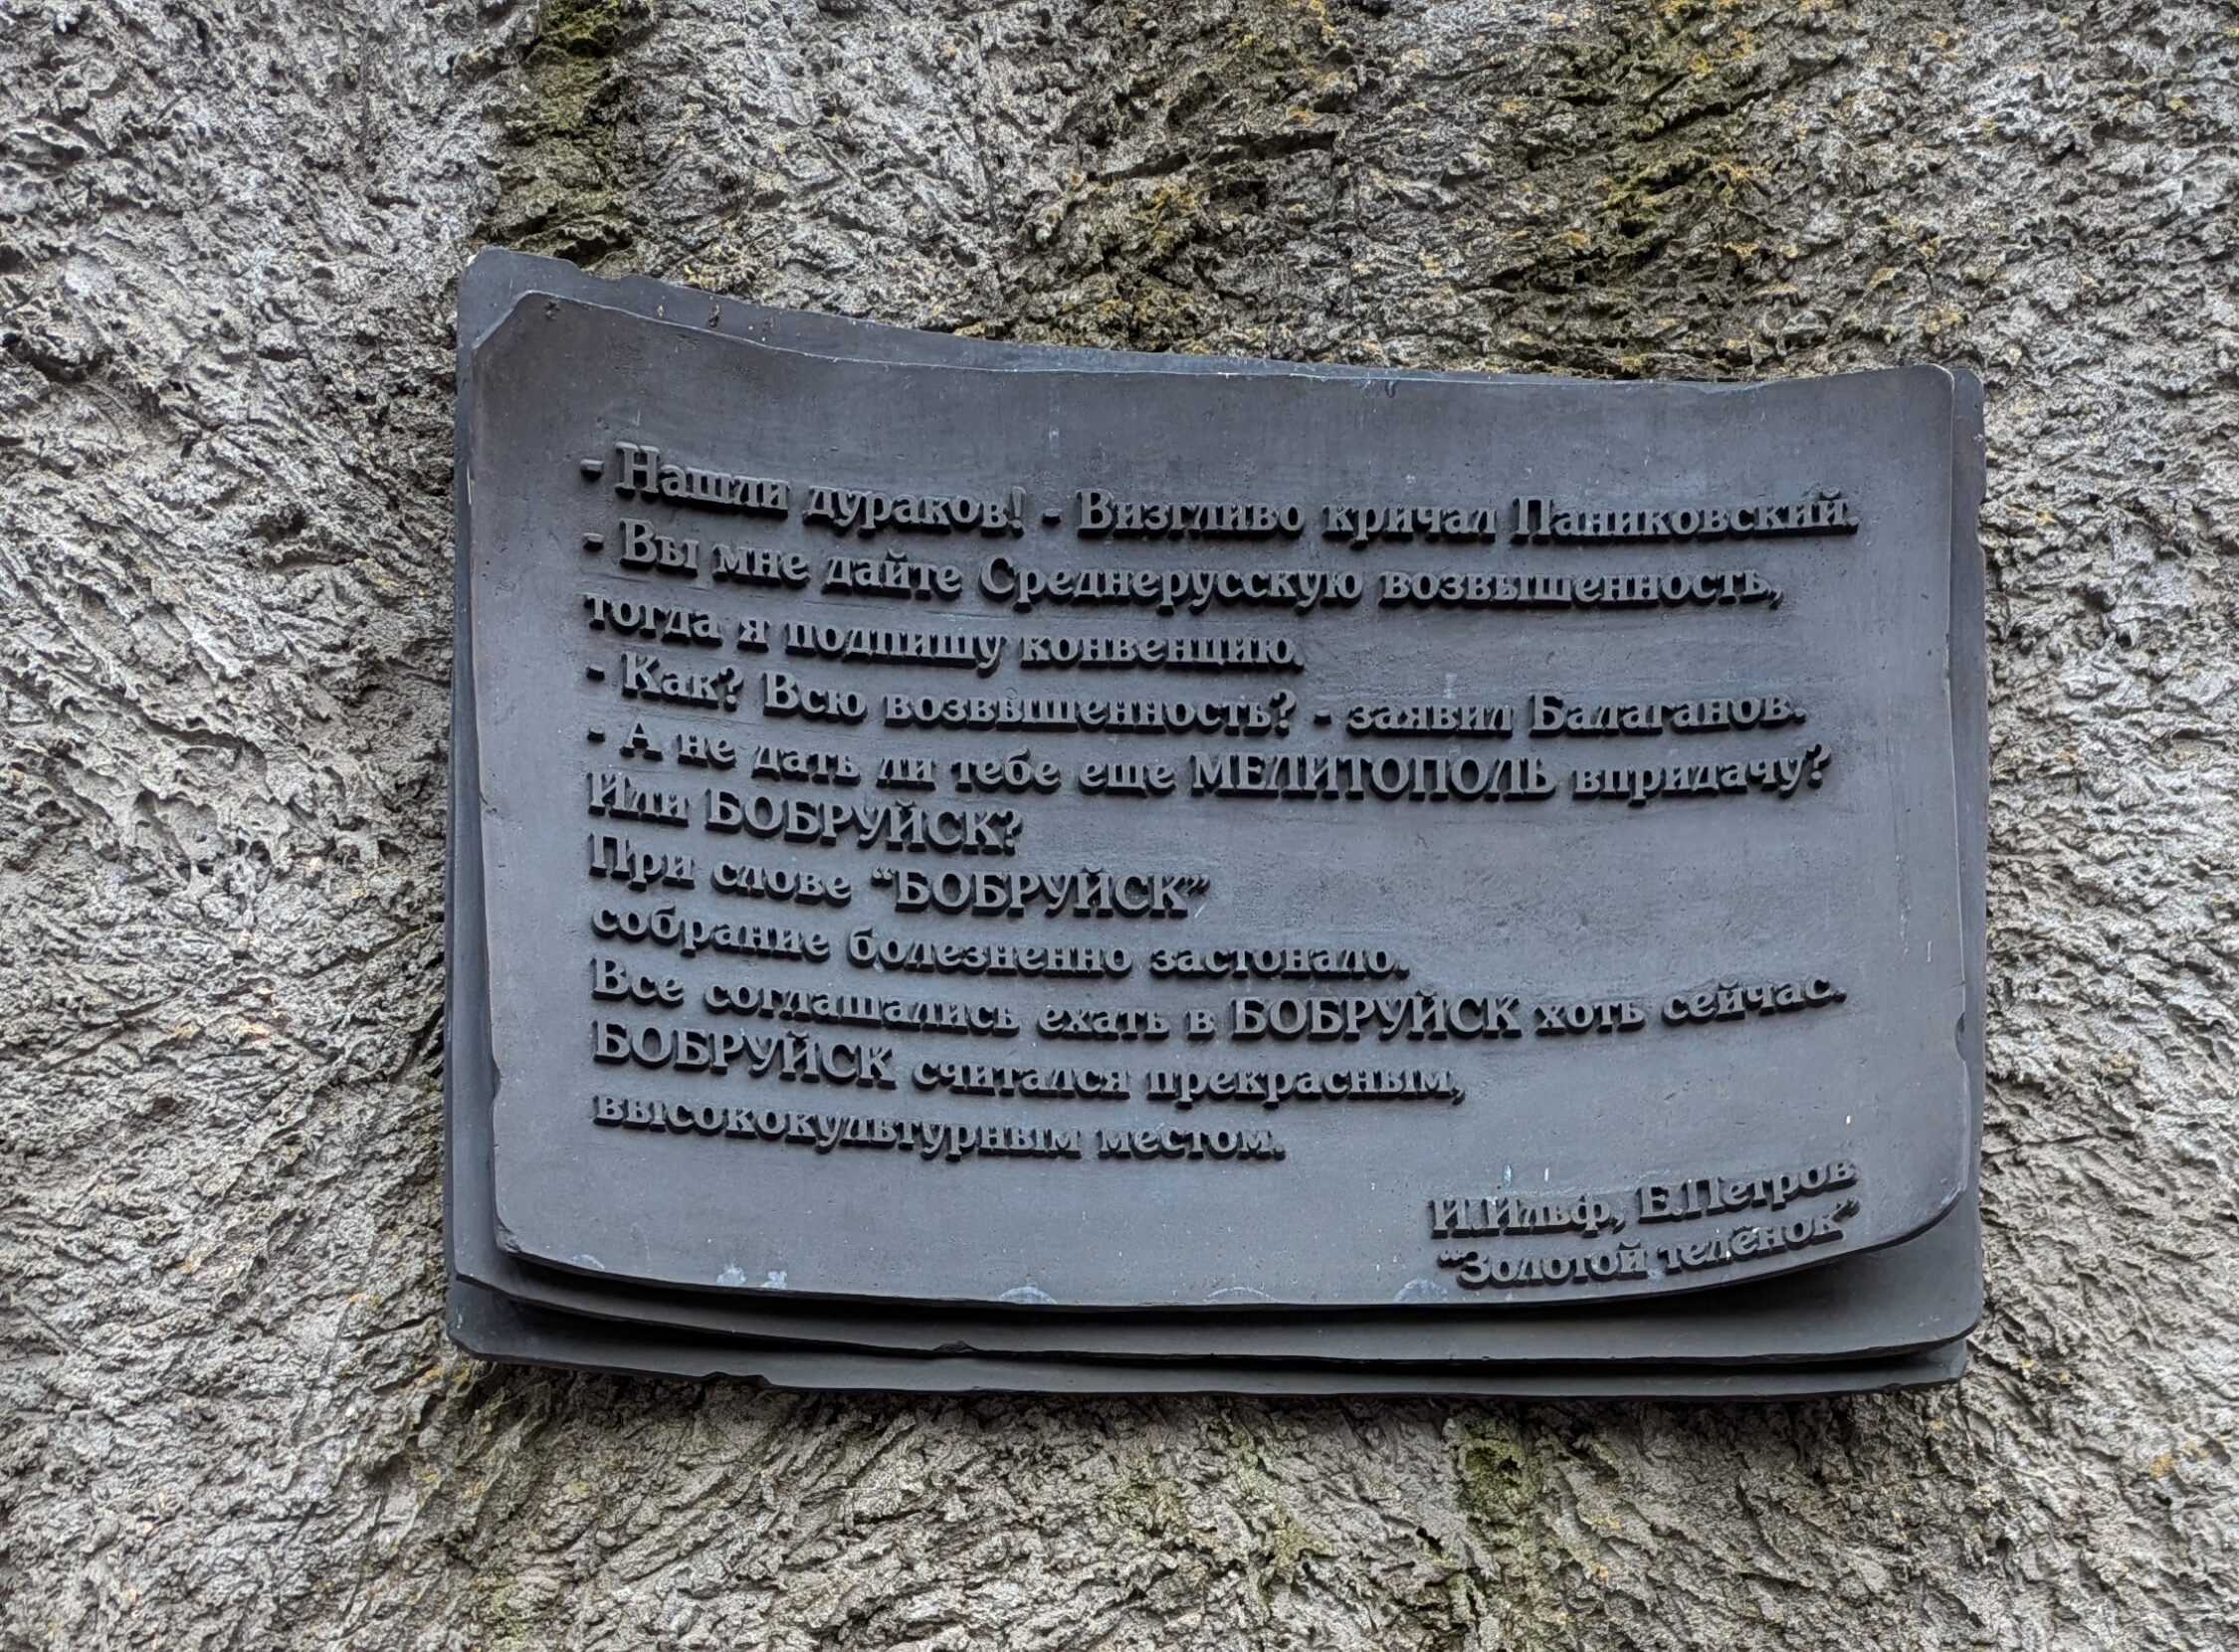 - Нашли дураков! - Визгливо кричал Паниковский.
- Вы мне дайте Среднерусскую возвышенность,
тогда я подпишу конвенцию.
- Как? Всю возвышенность? - заявил Балаганов.
- А не дать ли тебе еще МЕЛИТОПОЛЬ впридачу?
Или БОБРУЙСК?
При слове “БОБРУЙСК”
собрание болезненно застонало.
Все соглашались ехать в БОБРУЙСК хоть сейчас.
БОБРУЙСК считался прекрасным,
высококультурным местом.
И.Ильф, Е.Петров
“Золотой телёнок”